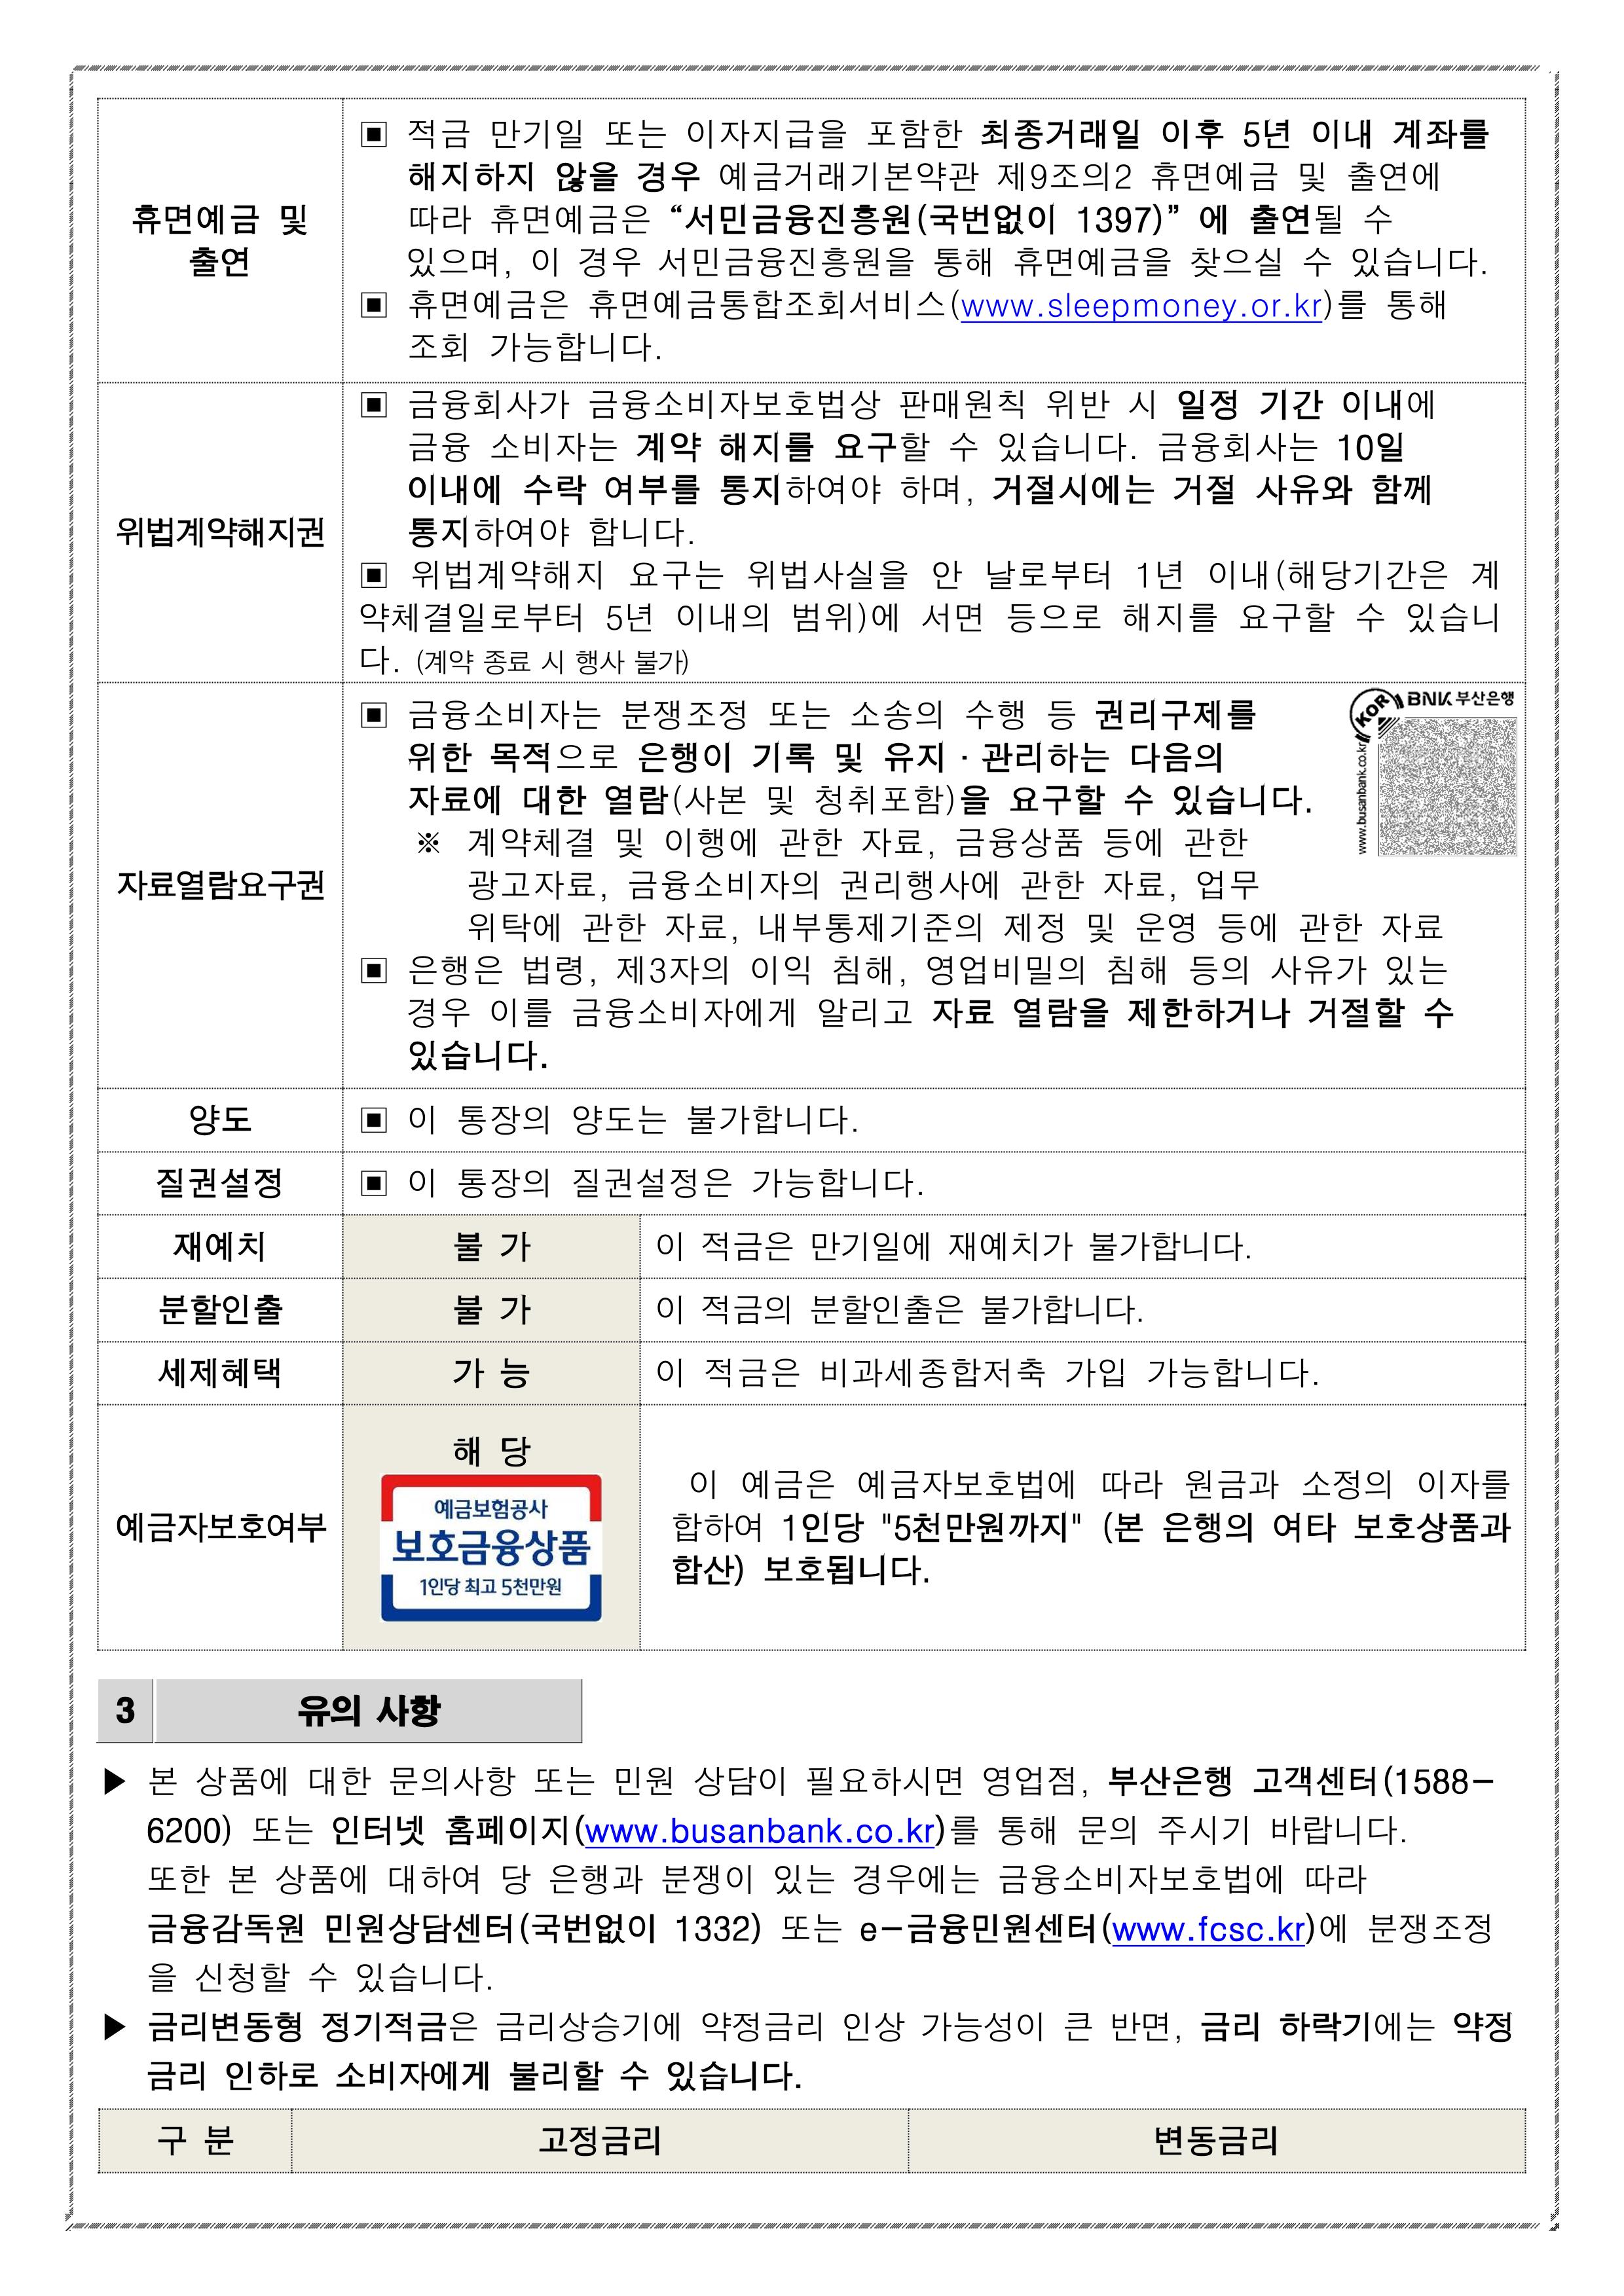 휴면예금 및
출연
▣ 적금 만기일 또는 이자지급을 포함한 최종거래일 이후 5년 이내 계좌를
해지하지 않을 경우 예금거래기본약관 제9조의2 휴면예금 및 출연에
따라 휴면예금은 “서민금융진흥원(국번없이 1397)”에 출연될 수
있으며, 이 경우 서민금융진흥원을 통해 휴면예금을 찾으실 수 있습니다.
▣ 휴면예금은 휴면예금통합조회서비스(www.sleepmoney.or.kr)를 통해
조회 가능합니다.
위법계약해지권
▣ 금융회사가 금융소비자보호법상 판매원칙 위반 시 일정 기간 이내에
금융 소비자는 계약 해지를 요구할 수 있습니다. 금융회사는 10일
이내에 수락 여부를 통지하여야 하며, 거절시에는 거절 사유와 함께
통지하여야 합니다.
▣ 위법계약해지 요구는 위법사실을 안 날로부터 1년 이내(해당기간은 계
약체결일로부터 5년 이내의 범위)에 서면 등으로 해지를 요구할 수 있습니
다. (계약 종료 시 행사 불가)
자료열람요구권
▣ 금융소비자는 분쟁조정 또는 소송의 수행 등 권리구제를
위한 목적으로 은행이 기록 및 유지·관리하는 다음의
자료에 대한 열람(사본 및 청취포함)을 요구할 수 있습니다.
※ 계약체결 및 이행에 관한 자료, 금융상품 등에 관한
광고자료, 금융소비자의 권리행사에 관한 자료, 업무
위탁에 관한 자료, 내부통제기준의 제정 및 운영 등에 관한 자료
▣ 은행은 법령, 제3자의 이익 침해, 영업비밀의 침해 등의 사유가 있는
경우 이를 금융소비자에게 알리고 자료 열람을 제한하거나 거절할 수
있습니다.
KOR
BNK 부산은행
www.busanbank.co.kr
양도
▣ 이 통장의 양도는 불가합니다.
질권설정
▣ 이 통장의 질권설정은 가능합니다.
재예치
불 가
이 적금은 만기일에 재예치가 불가합니다.
분할인출
불 가
이 적금의 분할인출은 불가합니다.
세제혜택
가 능
이 적금은 비과세종합저축 가입 가능합니다.
예금자보호여부
해 당
예금보험공사
보호금융상품
1인당 최고 5천만원
이 예금은 예금자보호법에 따라 원금과 소정의 이자를
합하여 1인당 "5천만원까지" (본 은행의 여타 보호상품과
합산) 보호됩니다.
3 유의 사항
▶ 본 상품에 대한 문의사항 또는 민원 상담이 필요하시면 영업점, 부산은행 고객센터(1588-
6200) 또는 인터넷 홈페이지(www.busanbank.co.kr)를 통해 문의 주시기 바랍니다.
또한 본 상품에 대하여 당 은행과 분쟁이 있는 경우에는 금융소비자보호법에 따라
금융감독원 민원상담센터(국번없이 1332) 또는 e-금융민원센터(www.fcsc.kr)에 분쟁조정
을 신청할 수 있습니다.
▶ 금리변동형 정기적금은 금리상승기에 약정금리 인상 가능성이 큰 반면, 금리 하락기에는 약정
금리 인하로 소비자에게 불리할 수 있습니다.
구 분 고정금리 변동금리